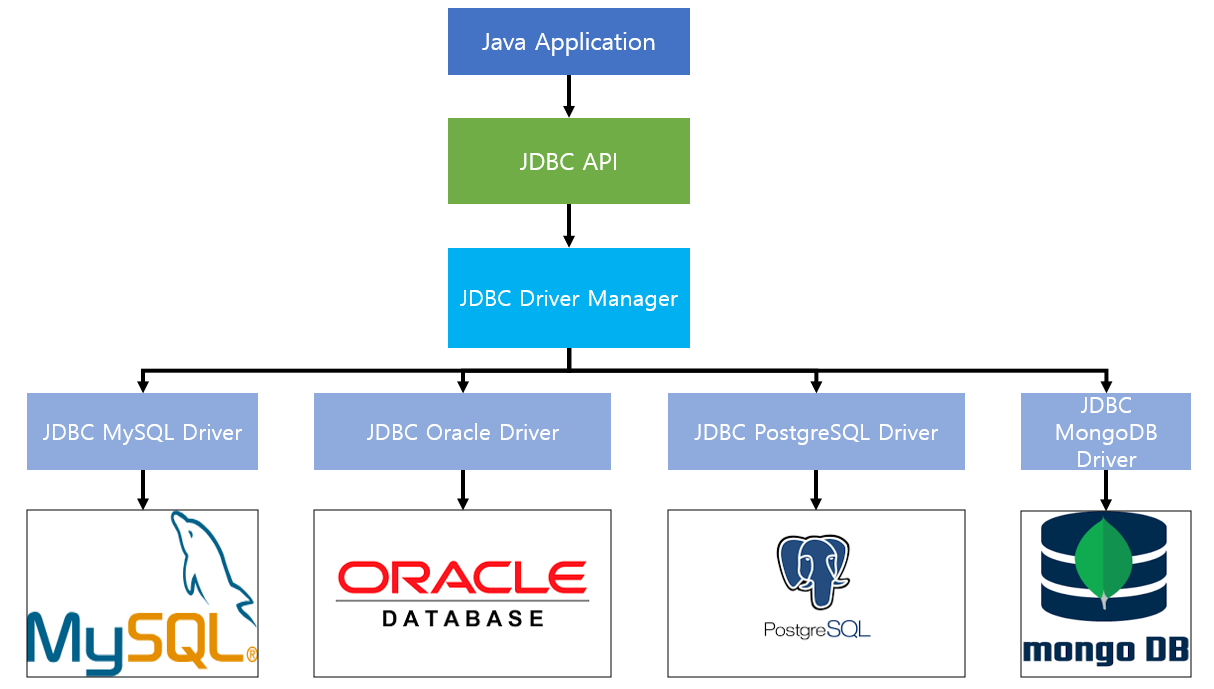 Java Application
JDBC API
JDBC Driver Manager
JDBC MySQL Driver
JDBC Oracle Driver
JDBC PostgreSQL Driver
JDBC
MongoDB
Driver
MySQL®
ORACLE
DATABASE
PostgreSQL
mongo DB